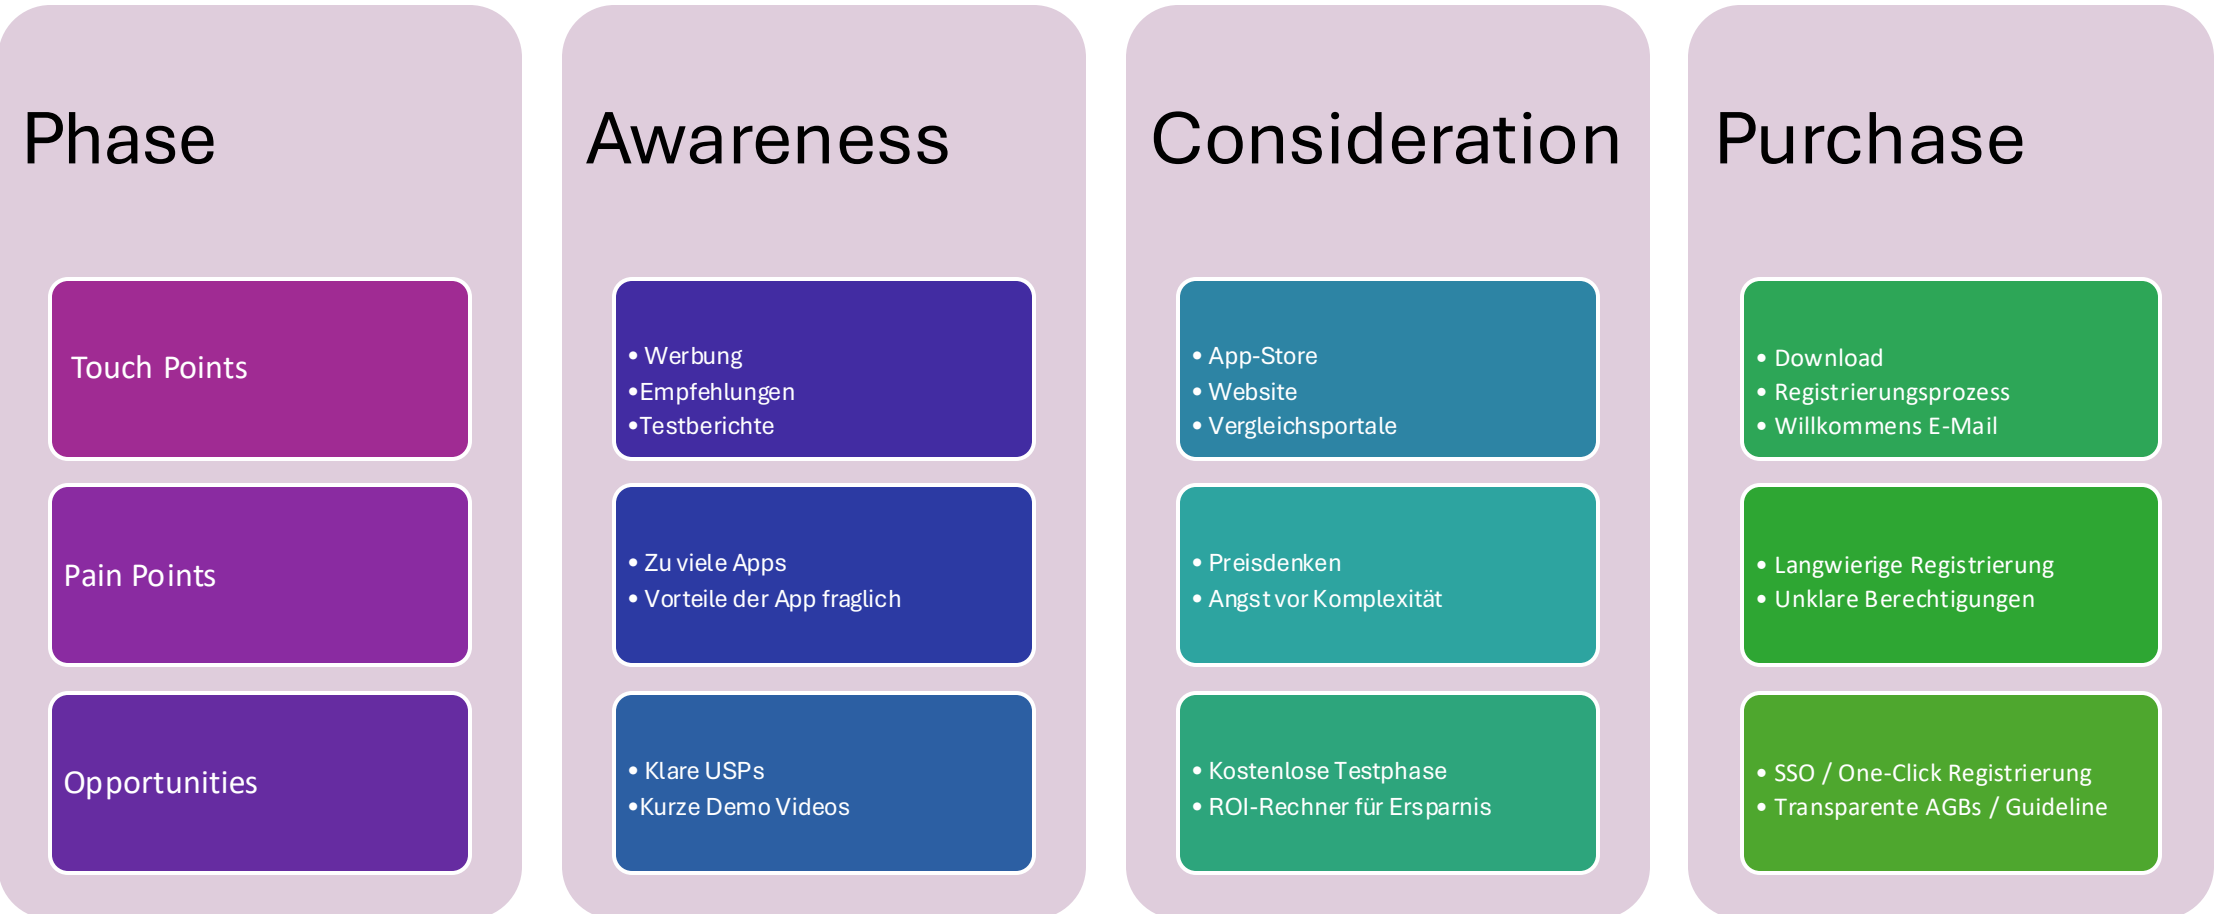 Phase
Touch Points
Pain Points
Opportunities
Awareness
• Werbung
•Empfehlungen
•Testberichte
• Zu viele Apps
• Vorteile der App fraglich
• Klare USPs
•Kurze Demo Videos
Consideration
• App-Store
• Website
• Vergleichsportale
• Preisdenken
• Angst vor Komplexität
• Kostenlose Testphase
• ROI-Rechner für Ersparnis
Purchase
• Download
• Registrierungsprozess
• Willkommens E-Mail
• Langwierige Registrierung
• Unklare Berechtigungen
• SSO / One-Click Registrierung
• Transparente AGBs / Guideline